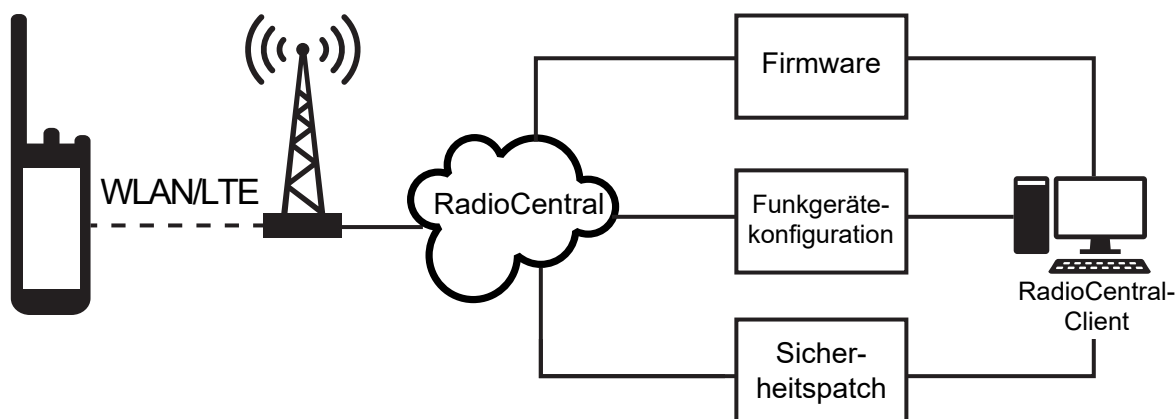 Firmware
WLAN/LTE
RadioCentral
Funkgeräte-
konfiguration
RadioCentral-
Client
Sicher-
heitspatch